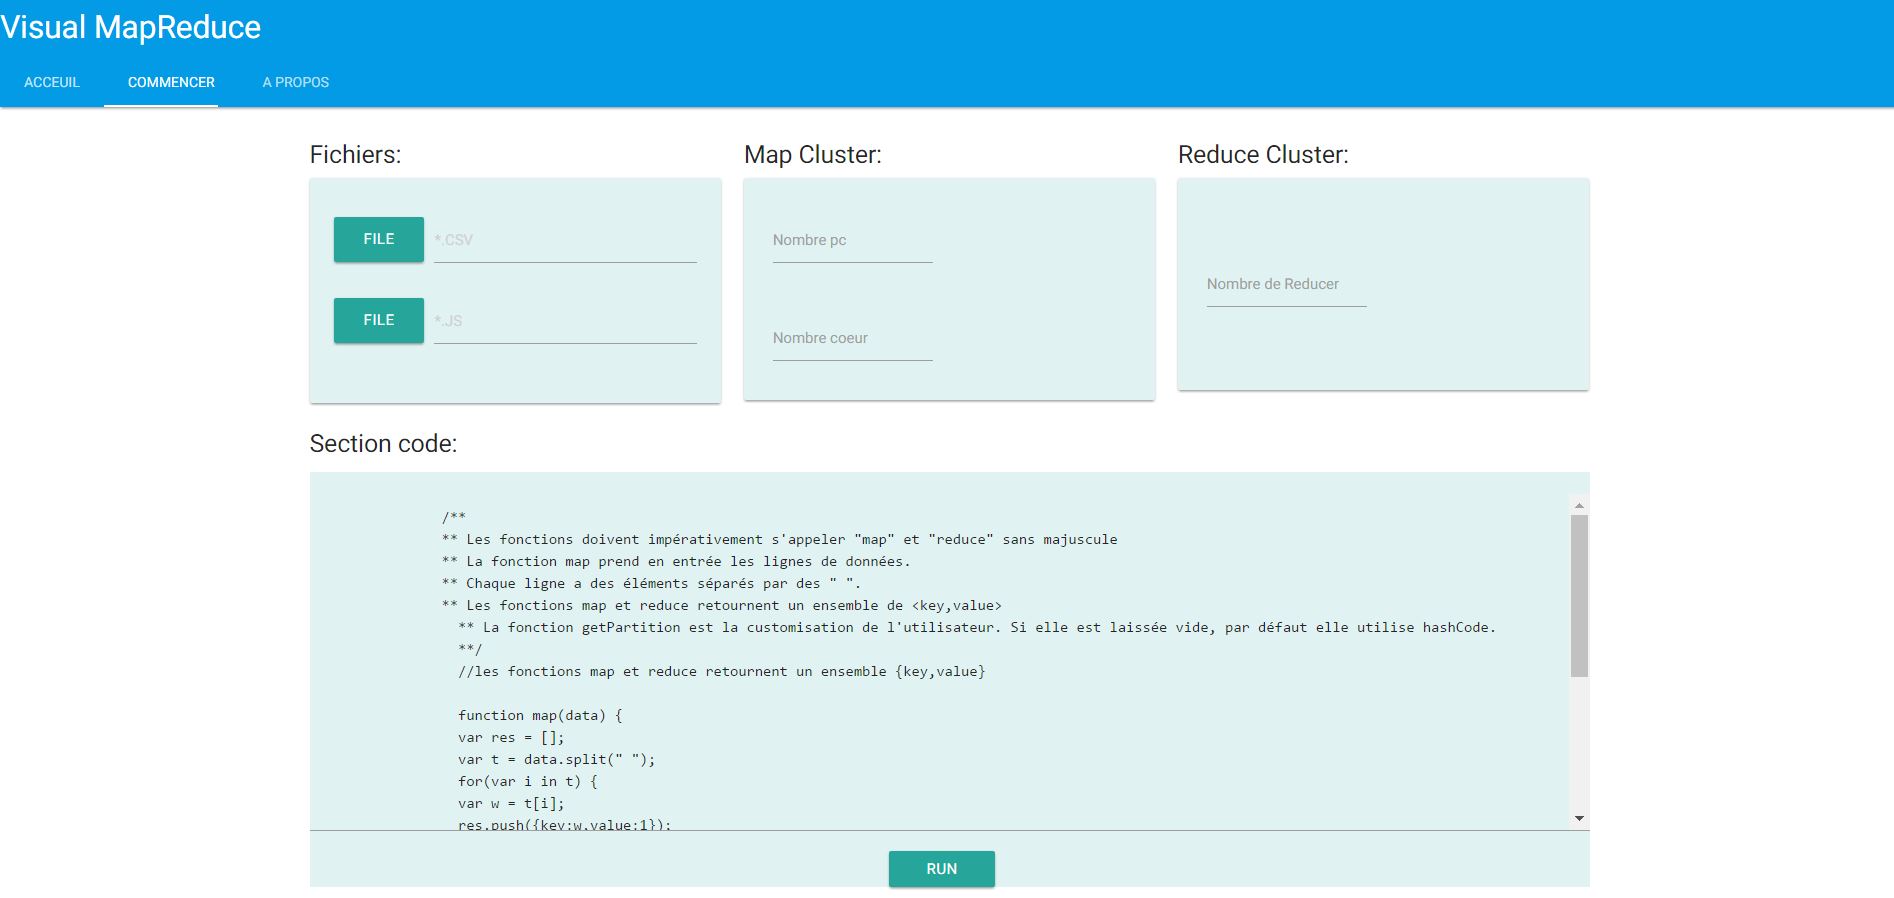 Visual MapReduce
ACCEUIL COMMENCER A PROPOS
Fichiers:
FILE *.CSV
FILE *.JS
Map Cluster:
Nombre pc
Nombre coeur
Reduce Cluster:
Nombre de Reducer
Section code:
/**
** Les fonctions doivent impérativement s'appeler "map" et "reduce" sans majuscule
** La fonction map prend en entrée les lignes de données.
** Chaque ligne a des éléments séparés par des " ".
** Les fonctions map et reduce retournent un ensemble de <key,value>
** La fonction getPartition est la customisation de l'utilisateur. Si elle est laissée vide, par défaut elle utilise hashCode.
**/
//les fonctions map et reduce retournent un ensemble {key,value}
function map(data) {
var res = [];
var t = data.split(" ");
for(var i in t) {
var w = t[i];
res.push({key:w,value:1});
RUN